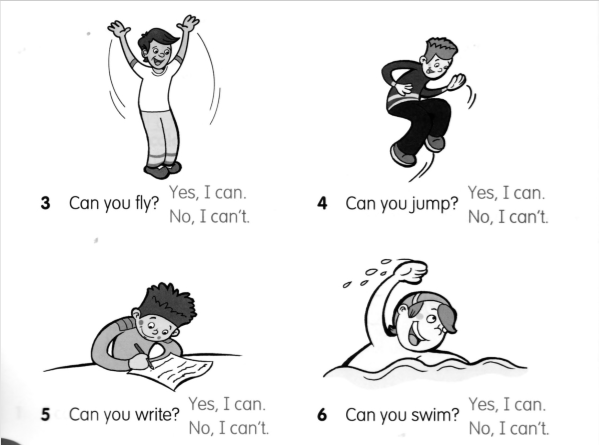 3 Can you fly? Yes, I can.
No, I can't.
4 Can you jump? Yes, I can.
No, I can't.
5 Can you write? Yes, I can.
No, I can't.
6 Can you swim? Yes, I can.
No, I can't.